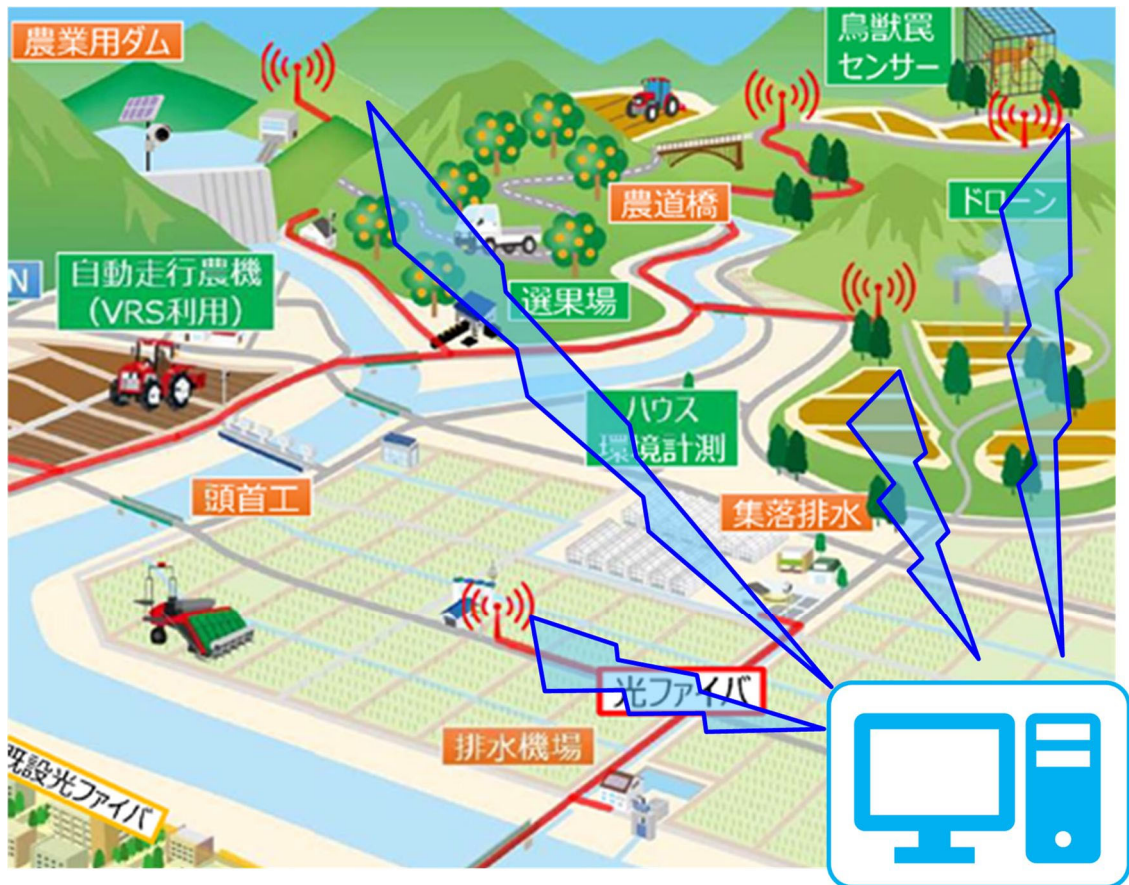 農業用ダム
鳥獣罠
センサー
農道橋
ドローン
N
自動走行農機
（VRS利用）
選果場
ハウス
環境計測
頭首工
集落排水
光ファイバ
排水機場
既設光ファイバ